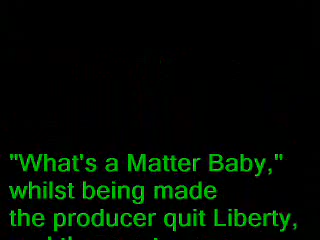 "What's a Matter Baby,"
whilst being made
the producer quit Liberty,